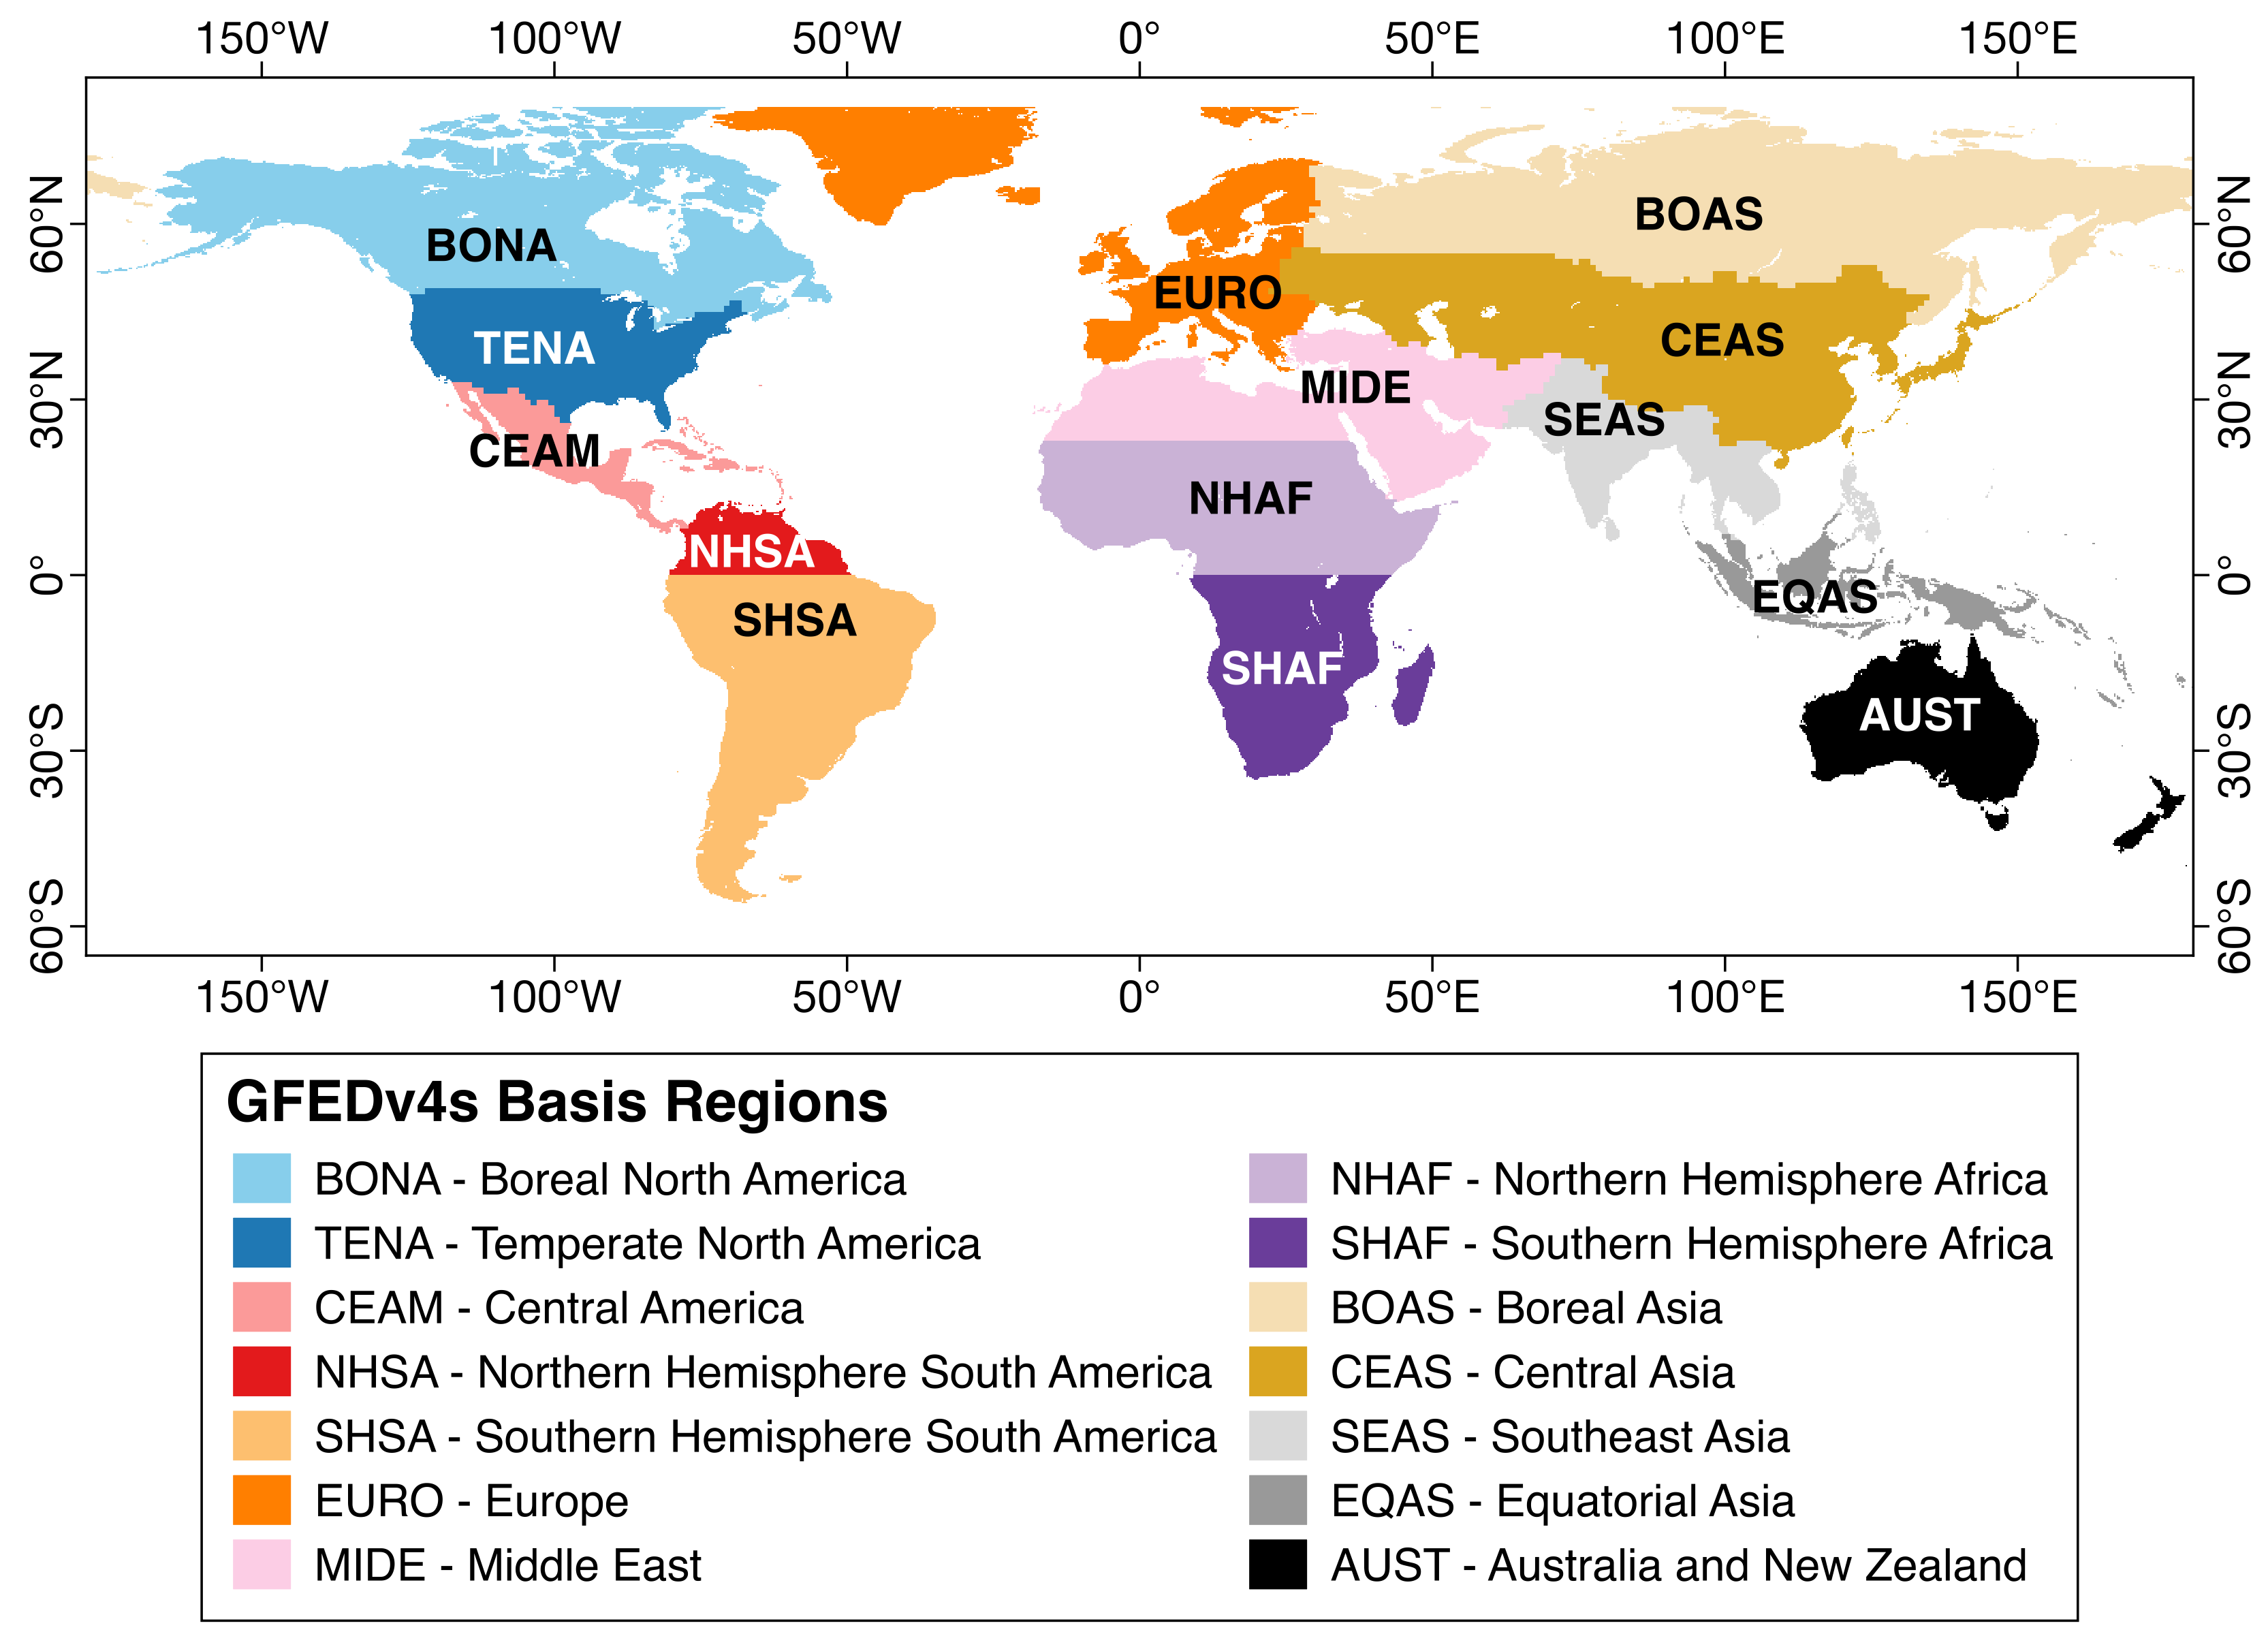 150°W 100°W 50°W 0° 50°E 100°E 150°E
60°N 60°N
30°N 30°N
0° 0°
30°S 30°S
60°S 60°S
BONA
TENA
CEAM
NHSA
SHSA
EURO
MIDE
NHAF
SHAF
BOAS
CEAS
SEAS
EQAS
AUST
150°W 100°W 50°W 0° 50°E 100°E 150°E
GFEDv4s Basis Regions
BONA - Boreal North America
TENA - Temperate North America
CEAM - Central America
NHSA - Northern Hemisphere South America
SHSA - Southern Hemisphere South America
EURO - Europe
MIDE - Middle East
NHAF - Northern Hemisphere Africa
SHAF - Southern Hemisphere Africa
BOAS - Boreal Asia
CEAS - Central Asia
SEAS - Southeast Asia
EQAS - Equatorial Asia
AUST - Australia and New Zealand